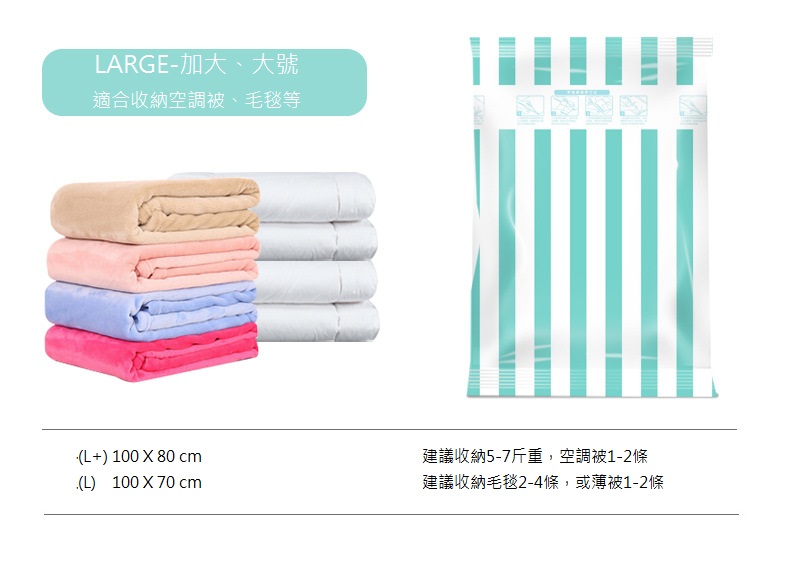 LARGE-加大、大號
適合收納空調被、毛毯等
.(L+) 100 X 80 cm
建議收納5-7斤重，空調被1-2條
.(L) 100 X 70 cm
建議收納毛毯2-4條，或薄被1-2條